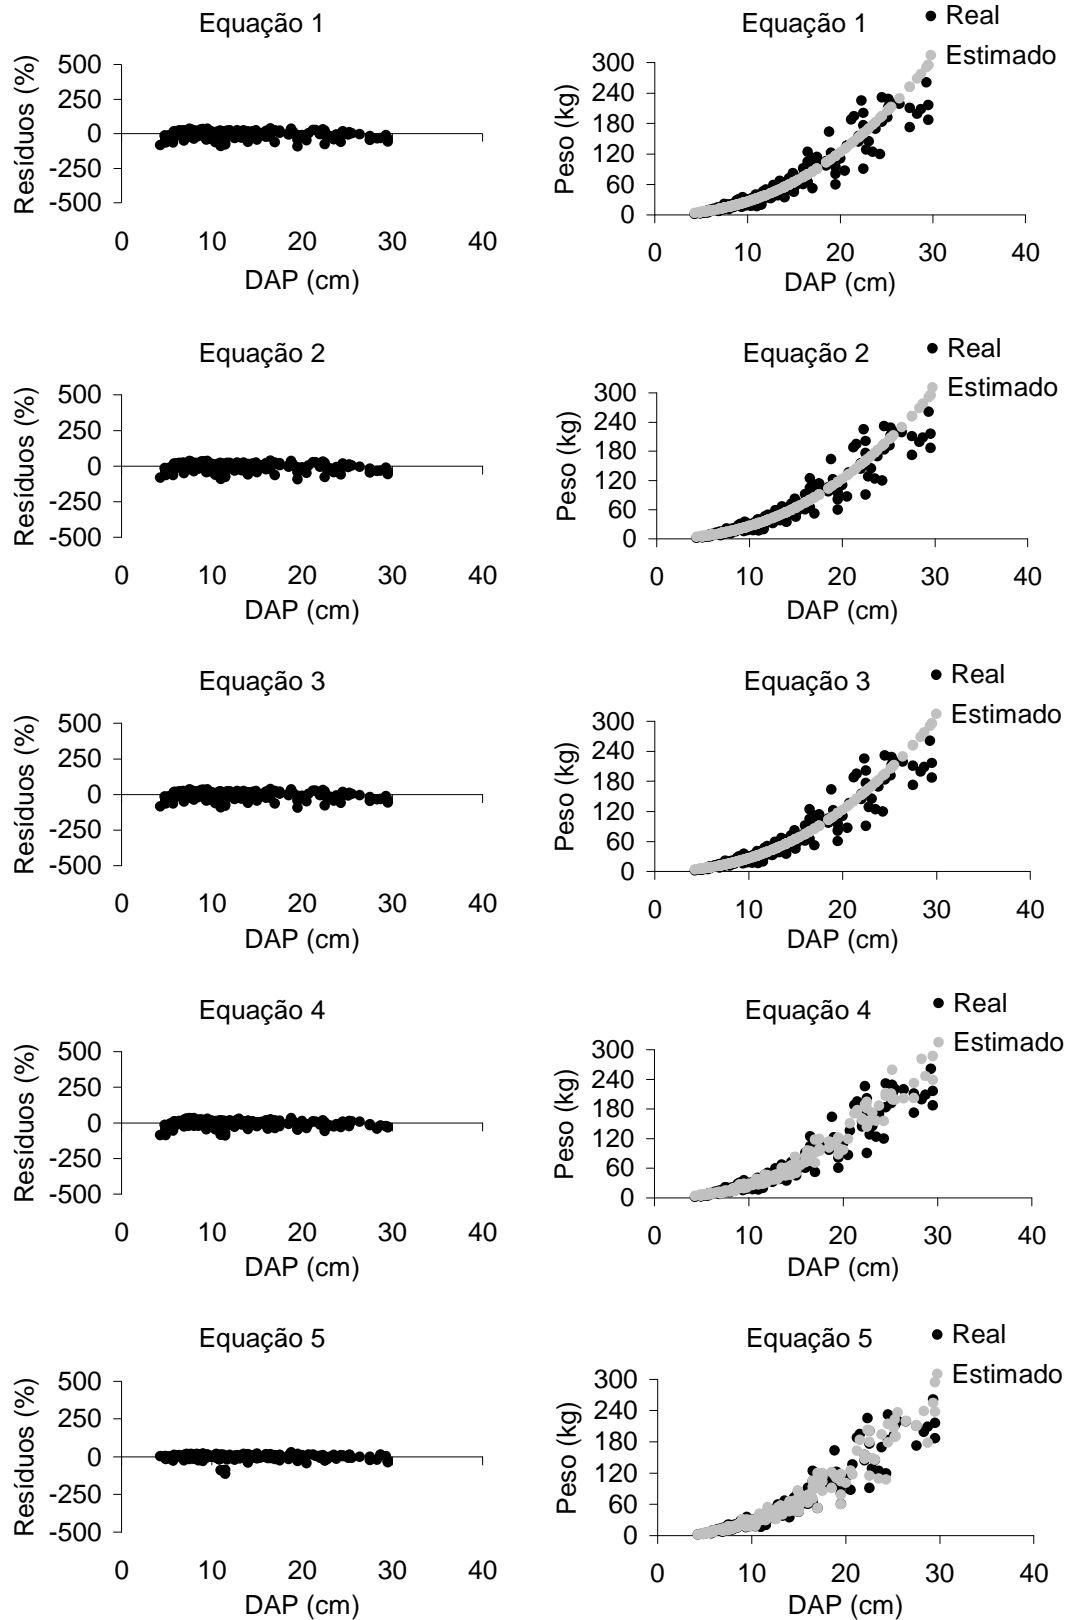 Equação 1
Resíduos (%)
500
250
0
-250
-500
0 10 20 30 40
DAP (cm)
Equação 1
Real
Estimado
Peso (kg)
300
240
180
120
60
0
0 10 20 30 40
DAP (cm)
Equação 2
Resíduos (%)
500
250
0
-250
-500
0 10 20 30 40
DAP (cm)
Equação 2
Real
Estimado
Peso (kg)
300
240
180
120
60
0
0 10 20 30 40
DAP (cm)
Equação 3
Resíduos (%)
500
250
0
-250
-500
0 10 20 30 40
DAP (cm)
Equação 3
Real
Estimado
Peso (kg)
300
240
180
120
60
0
0 10 20 30 40
DAP (cm)
Equação 4
Resíduos (%)
500
250
0
-250
-500
0 10 20 30 40
DAP (cm)
Equação 4
Real
Estimado
Peso (kg)
300
240
180
120
60
0
0 10 20 30 40
DAP (cm)
Equação 5
Resíduos (%)
500
250
0
-250
-500
0 10 20 30 40
DAP (cm)
Equação 5
Real
Estimado
Peso (kg)
300
240
180
120
60
0
0 10 20 30 40
DAP (cm)